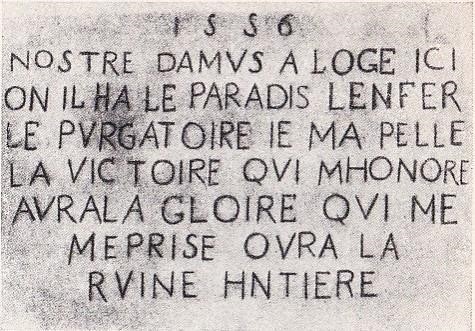 1556
NOSTRE DAMVS A LOGE ICI
ON IL HA LE PARADIS LENFER
LE PVRGATOIRE IE MA PELLE
LA VICTOIRE QVI MHONORE
AVRALA GLOIRE QVI ME
MEPRISE OVRA LA
RVINE HNTIERE